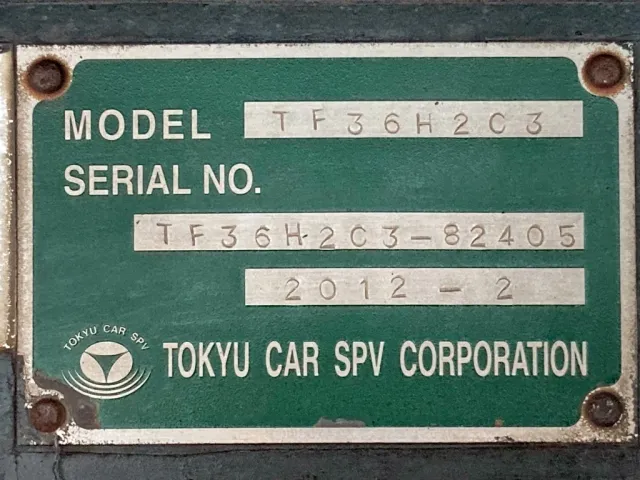 MODEL TF36H2C3
SERIAL NO.
TF36H2C3-82405
2012-2
TOKYU CAR SPV
TOKYU CAR SPV CORPORATION